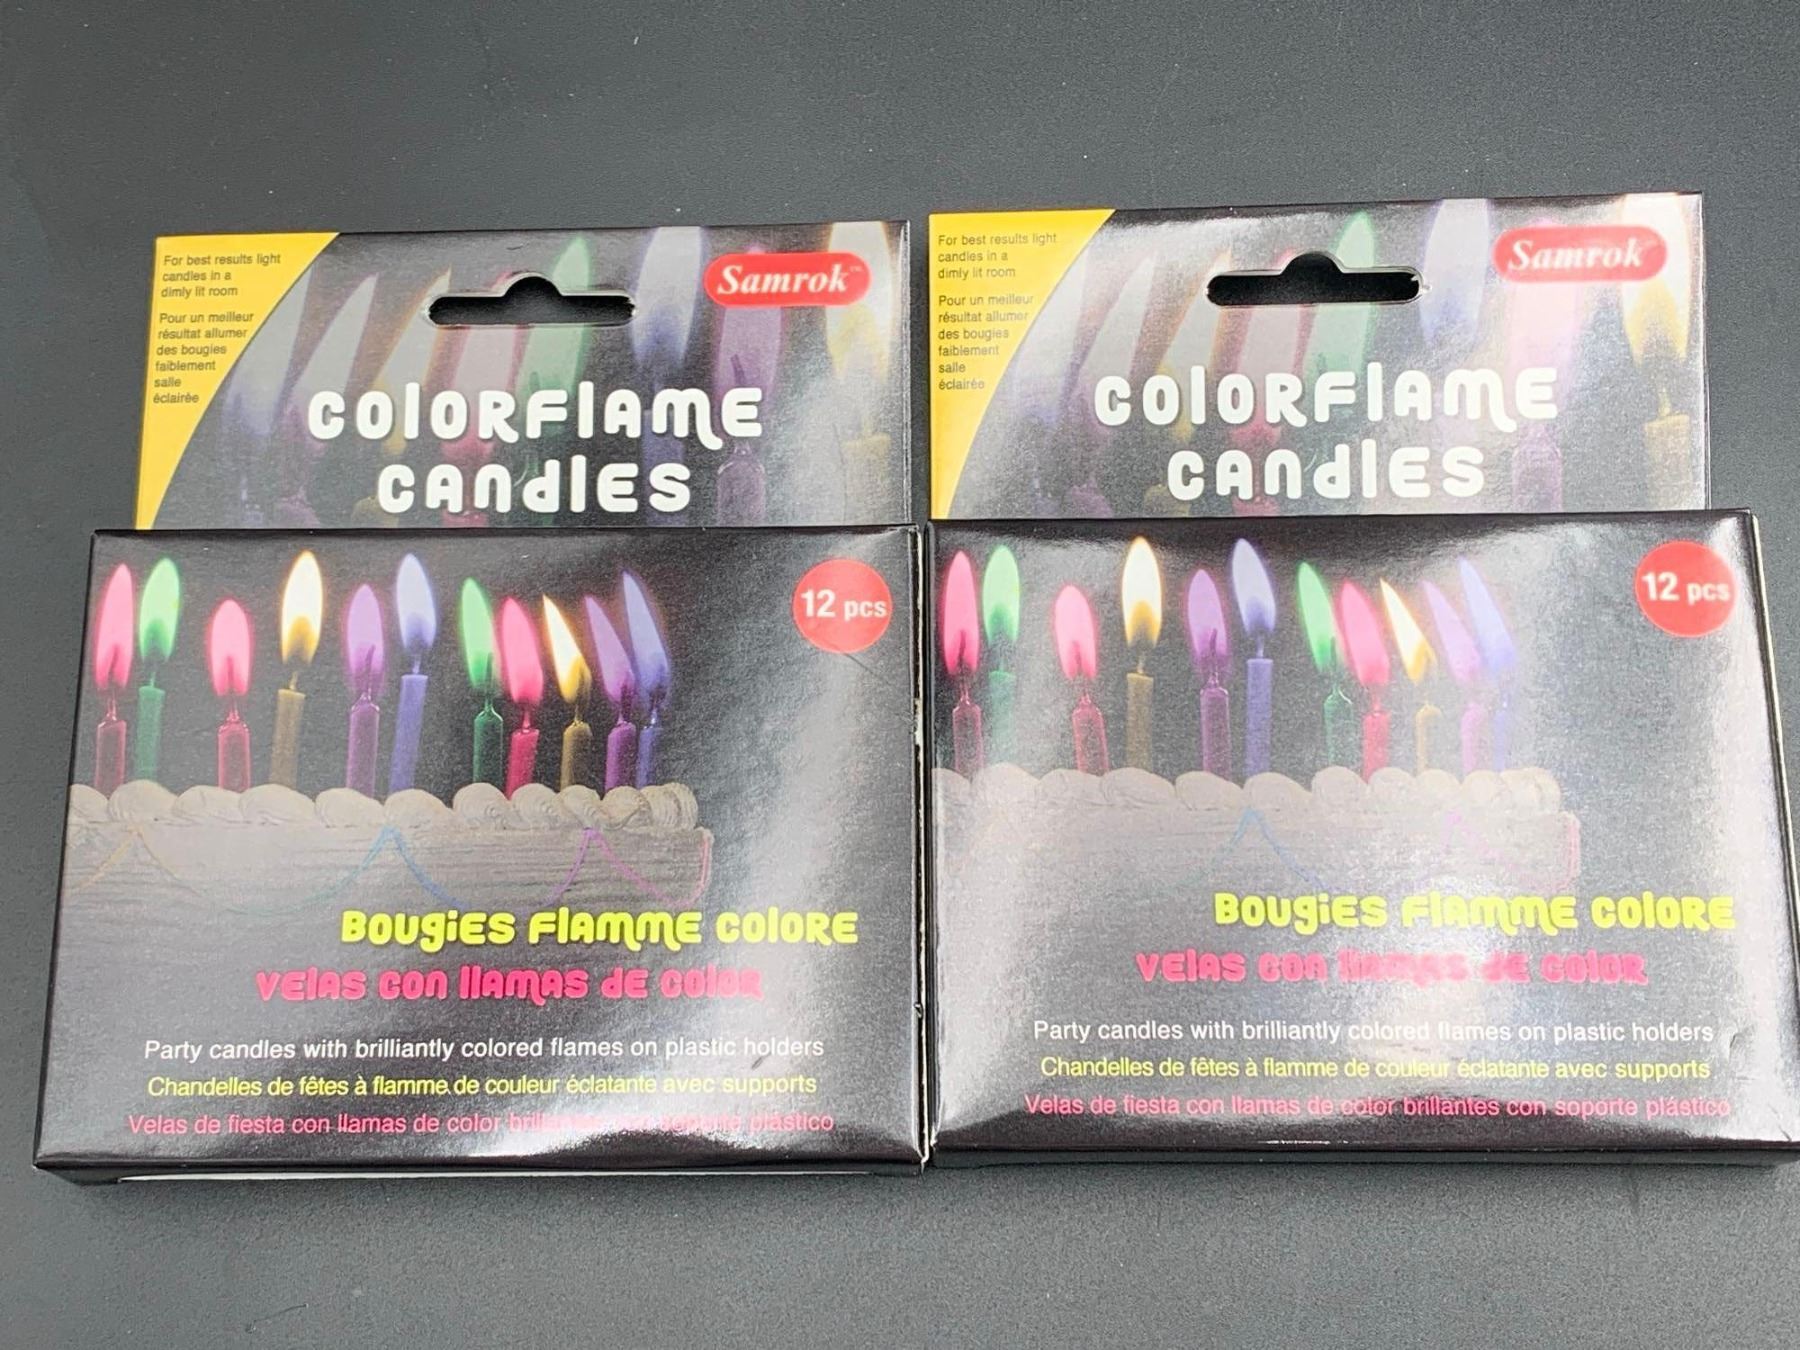 For best results light
candles in a
dimly lit room
Pour un meilleur
résultat allumer
des bougies
faiblement
salle
éclairée
Samrok™
COLORFLAME
CANDLES
12 pcs
BOUGIES FLAMME COLORE
VELAS CON LLAMAS DE COLOR
Party candles with brilliantly colored flames on plastic holders
Chandelles de fêtes à flamme de couleur éclatante avec supports
Velas de fiesta con llamas de color brillantes con soporte plástico
For best results light
candles in a
dimly lit room
Pour un meilleur
résultat allumer
des bougies
faiblement
salle
éclairée
Samrok
COLORFLAME
CANDLES
12 pcs
BOUGIES FLAMME COLORE
VELAS CON LLAMAS DE COLOR
Party candles with brilliantly colored flames on plastic holders
Chandelles de fêtes à flamme de couleur éclatante avec supports
Velas de fiesta con llamas de color brillantes con soporte plástico